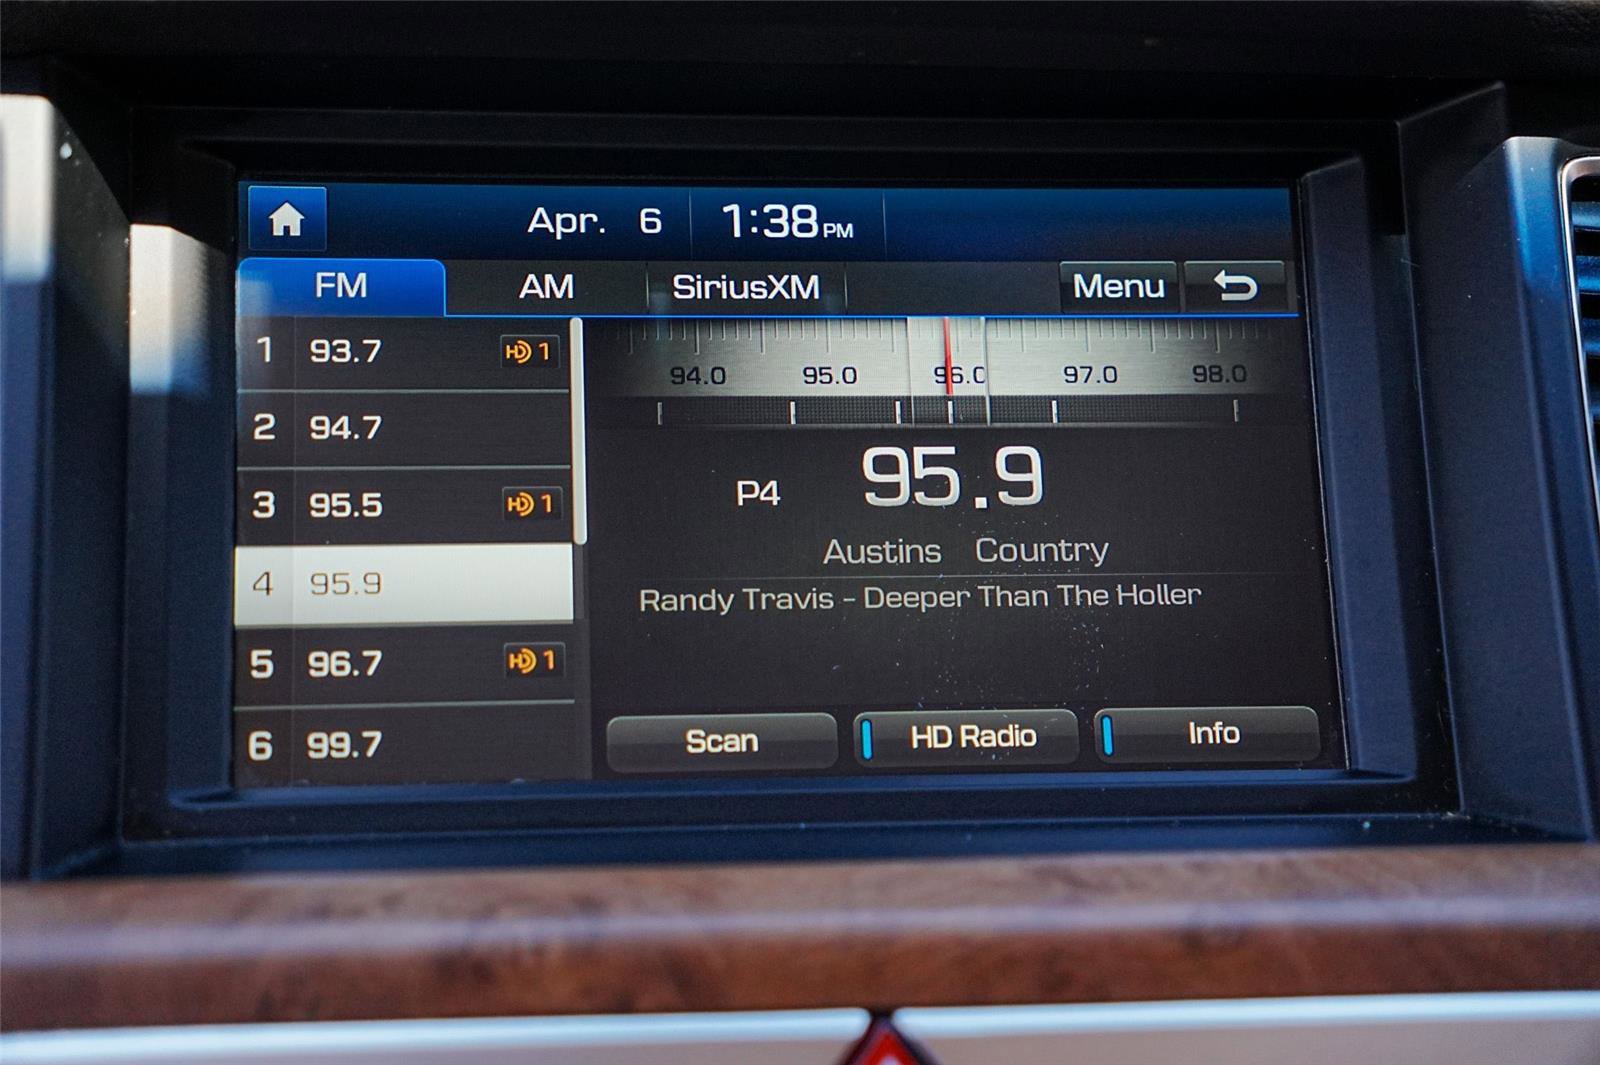 Apr. 6 1:38 PM
FM AM SiriusXM Menu
1 93.7 HD 1
2 94.7
3 95.5 HD 1
4 95.9
5 96.7 HD 1
6 99.7
94.0 95.0 96.0 97.0 98.0
P4 95.9
Austins Country
Randy Travis - Deeper Than The Holler
Scan HD Radio Info